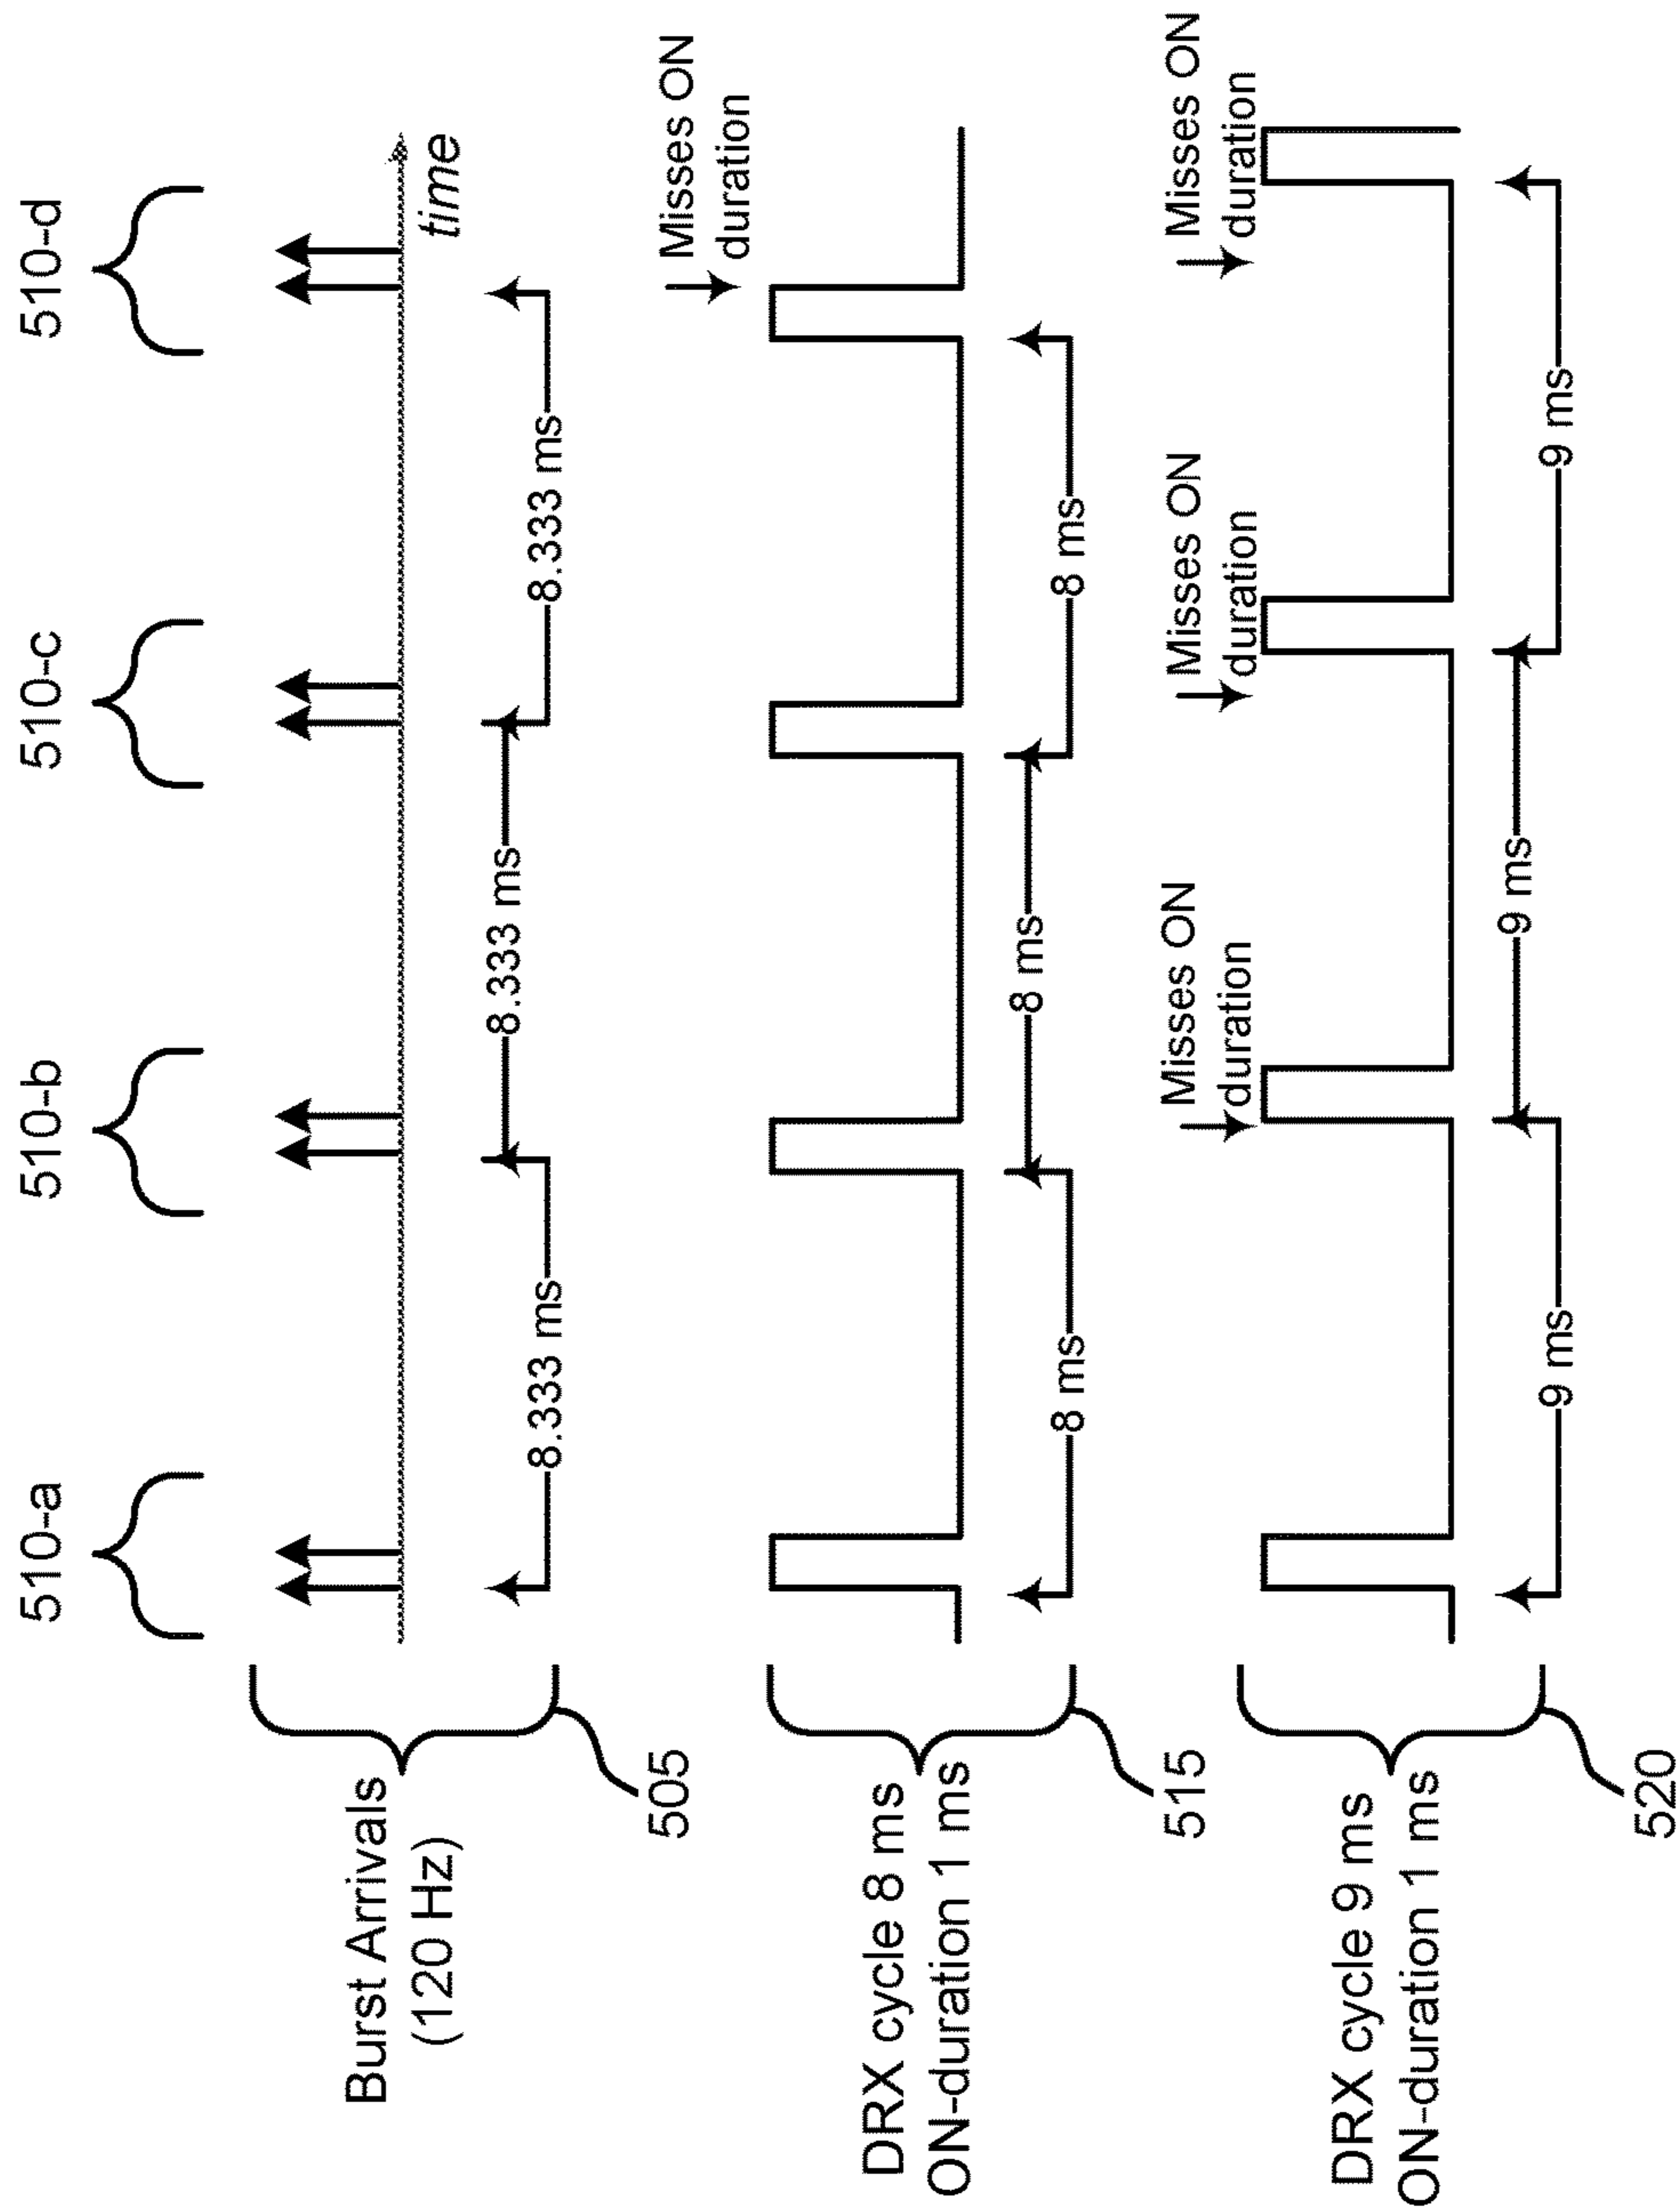 510-a
510-b
510-c
510-d
Burst Arrivals
(120 Hz)
time
8.333 ms
8.333 ms
8.333 ms
505
Misses ON
duration
DRX cycle 8 ms
ON-duration 1 ms
8 ms
8 ms
8 ms
515
Misses ON
duration
Misses ON
duration
Misses ON
duration
DRX cycle 9 ms
ON-duration 1 ms
9 ms
9 ms
9 ms
520